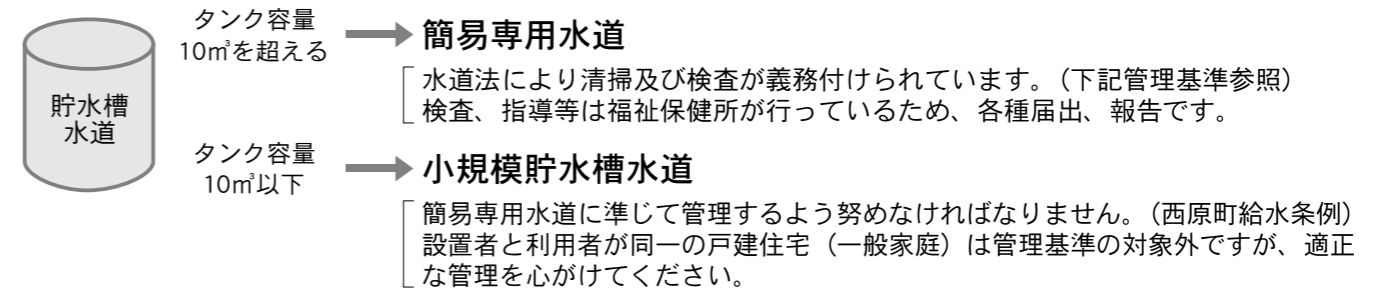 貯水槽
水道
タンク容量
10㎥を超える
簡易専用水道
水道法により清掃及び検査が義務付けられています。(下記管理基準参照)
検査、指導等は福祉保健所が行っているため、各種届出、報告です。
タンク容量
10㎥以下
小規模貯水槽水道
簡易専用水道に準じて管理するよう努めなければなりません。(西原町給水条例)
設置者と利用者が同一の戸建住宅(一般家庭)は管理基準の対象外ですが、適正
な管理を心がけてください。